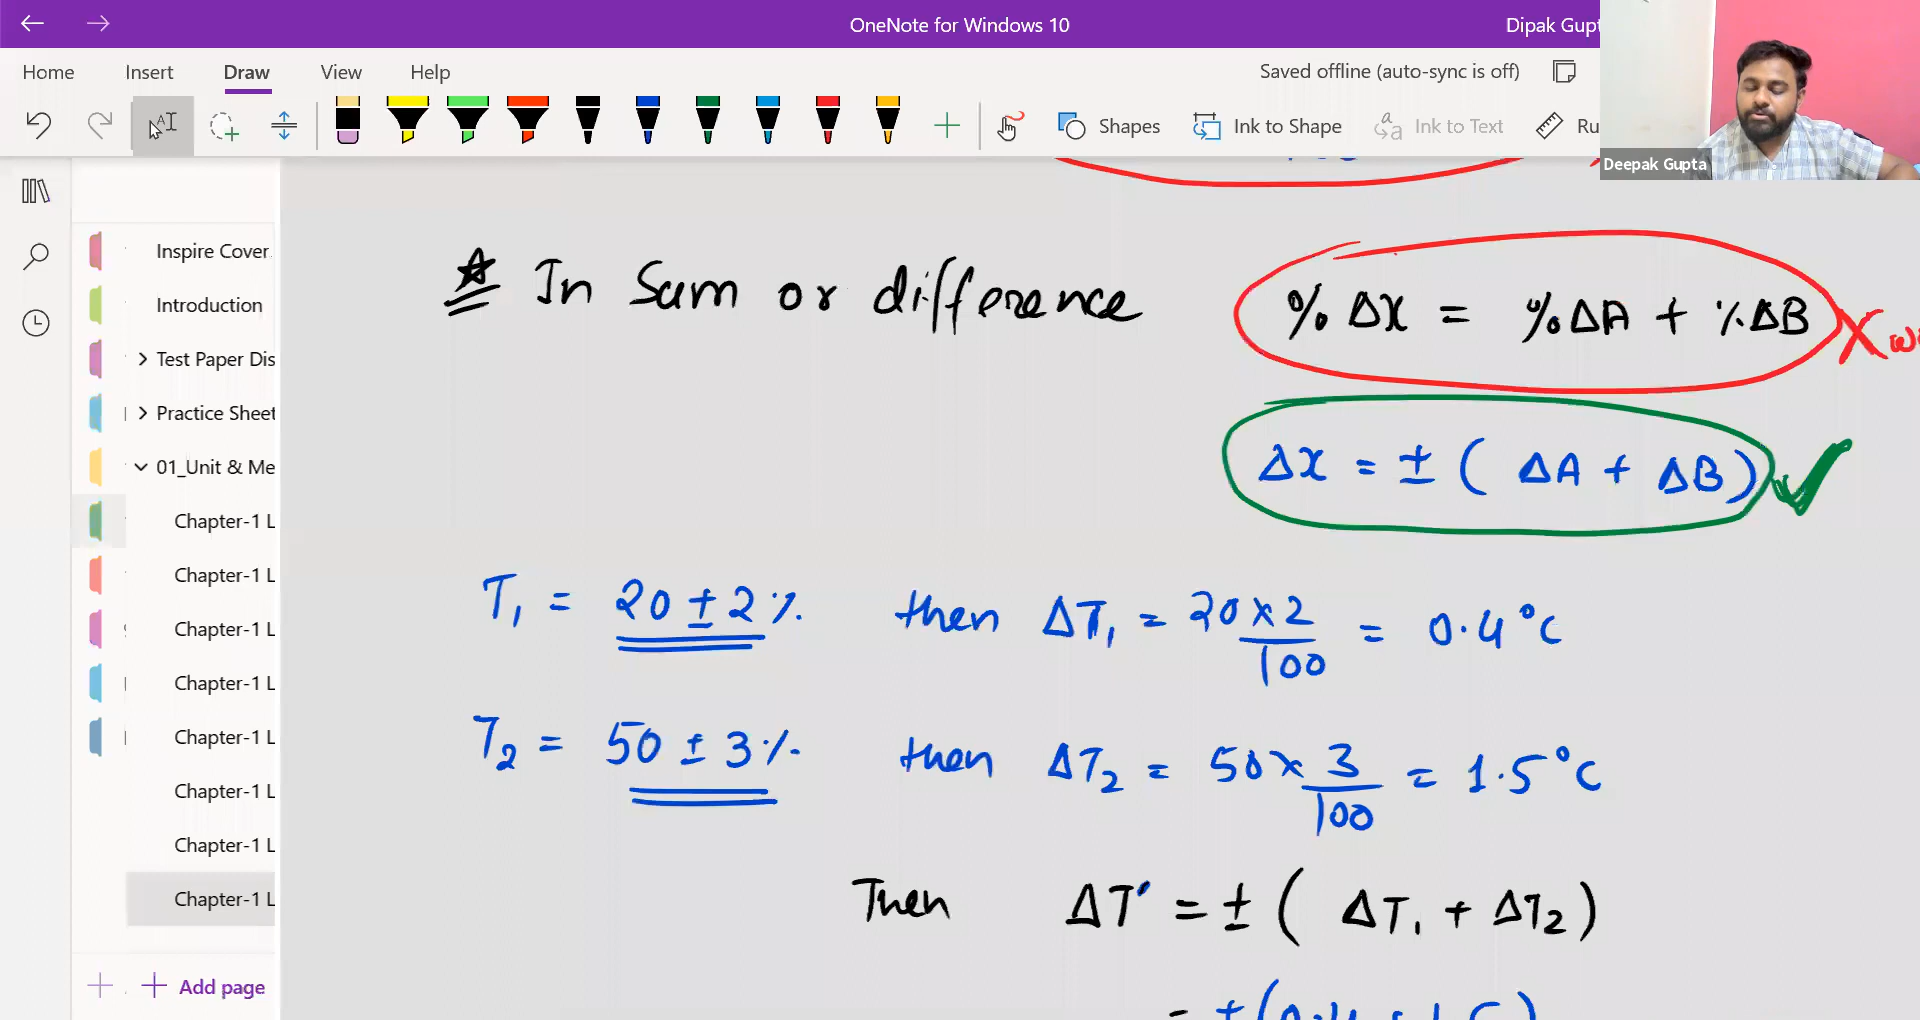 OneNote for Windows 10
Dipak Gupt
Home Insert Draw View Help
Saved offline (auto-sync is off)
Shapes Ink to Shape Ink to Text Ru
Deepak Gupta
Inspire Cover
Introduction
Test Paper Dis
Practice Sheet
01_Unit & Me
Chapter-1 L
Chapter-1 L
Chapter-1 L
Chapter-1 L
Chapter-1 L
Chapter-1 L
Chapter-1 L
Chapter-1 L
Add page
In Sum or difference
% Δx = % ΔA + % ΔB
Δx = ± ( ΔA + ΔB )
T₁ = 20 ± 2 % then ΔT₁ = 20 × 2 / 100 = 0.4 °C
T₂ = 50 ± 3 % then ΔT₂ = 50 × 3 / 100 = 1.5 °C
Then ΔT = ± ( ΔT₁ + ΔT₂ )